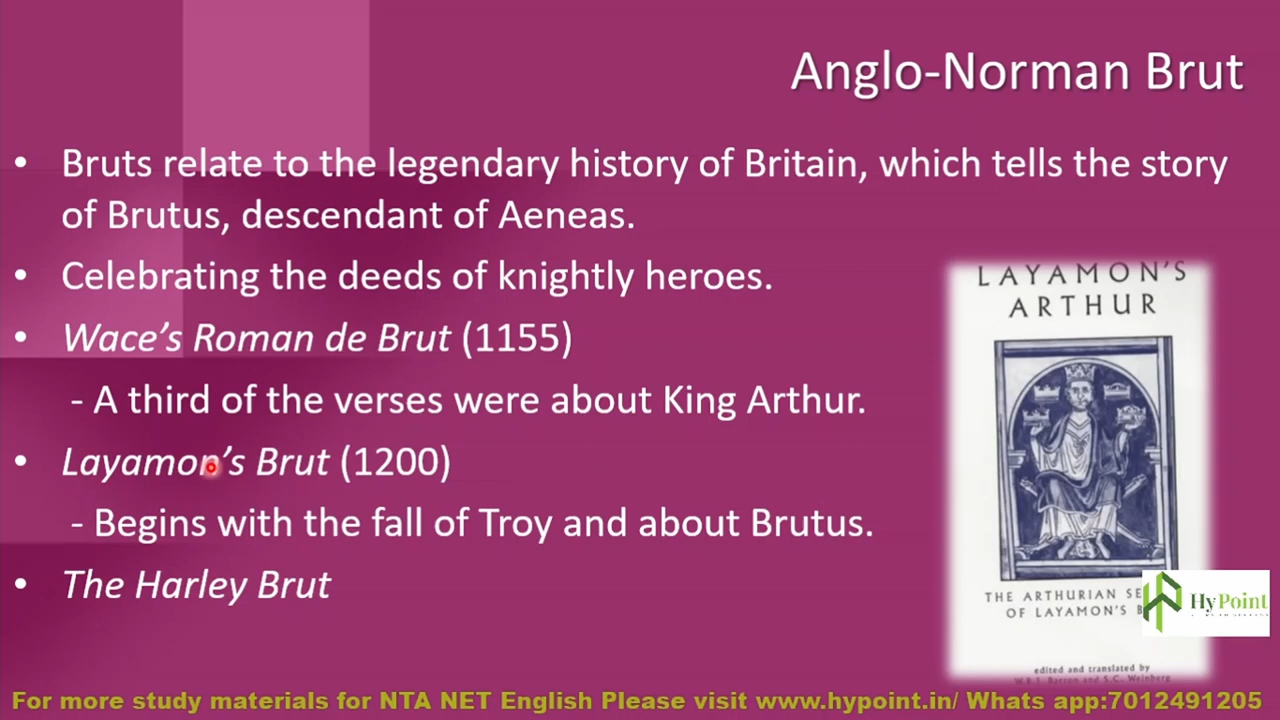 Anglo-Norman Brut
• Bruts relate to the legendary history of Britain, which tells the story
of Brutus, descendant of Aeneas.
• Celebrating the deeds of knightly heroes.
• Wace's Roman de Brut (1155)
- A third of the verses were about King Arthur.
• Layamon's Brut (1200)
- Begins with the fall of Troy and about Brutus.
• The Harley Brut
LAYAMON'S
ARTHUR
THE ARTHURIAN
OF LAYAMON'S
edited and translated by
W.R.J. Barron and S.C. Weinberg
HyPoint
For more study materials for NTA NET English Please visit www.hypoint.in/ Whats app:7012491205